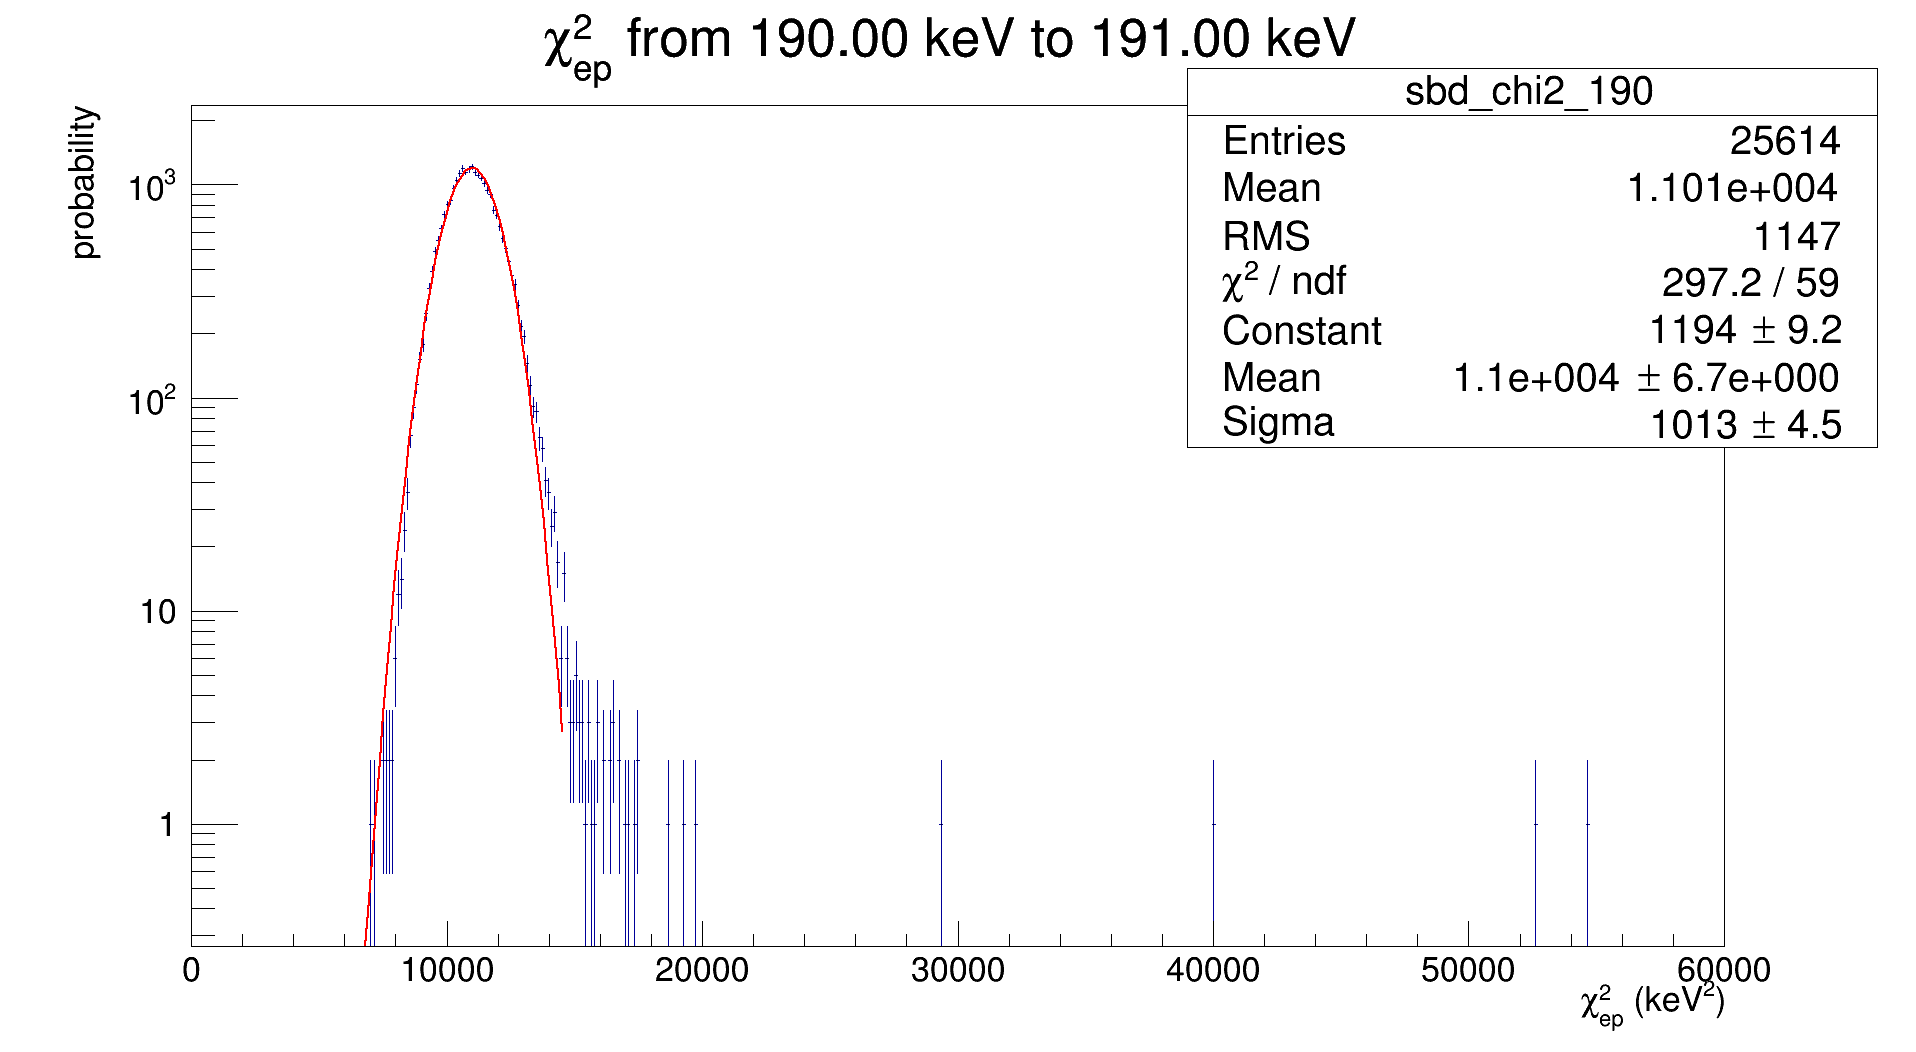 χ²ep from 190.00 keV to 191.00 keV
sbd_chi2_190
Entries 25614
Mean 1.101e+004
RMS 1147
χ² / ndf 297.2 / 59
Constant 1194 ± 9.2
Mean 1.1e+004 ± 6.7e+000
Sigma 1013 ± 4.5
probability
10³
10²
10
1
0 10000 20000 30000 40000 50000 60000
χ²ep (keV²)